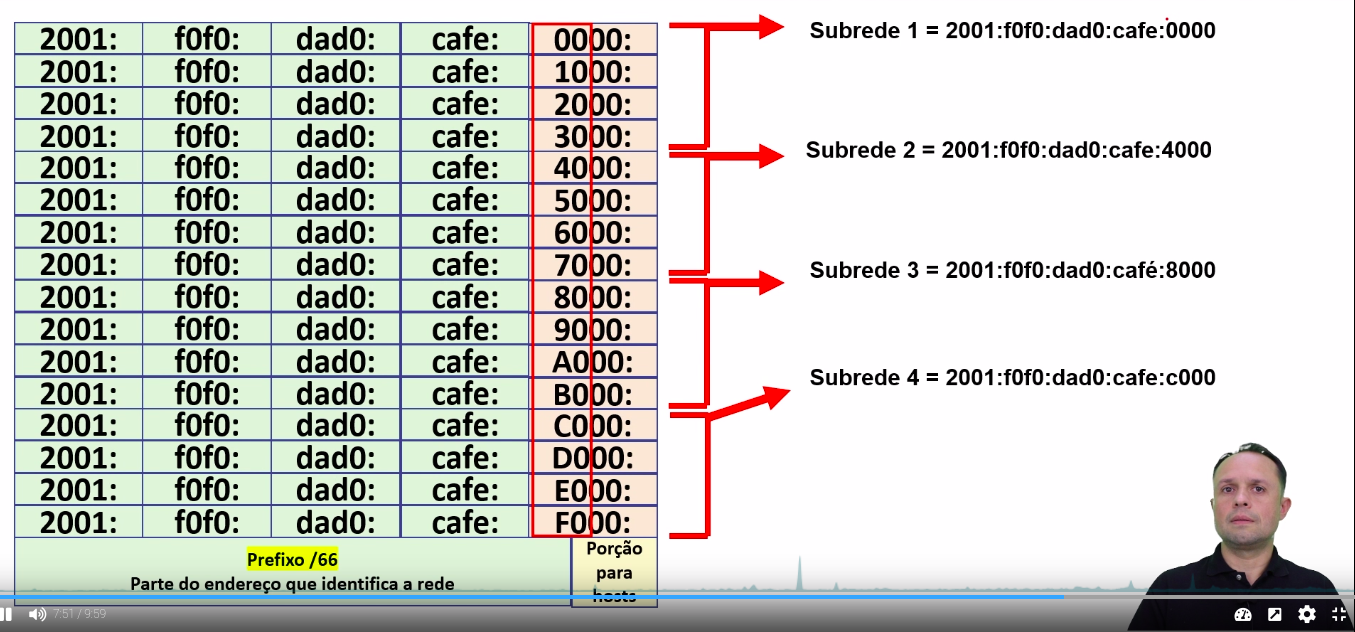 2001: f0f0: dad0: cafe: 0000:
2001: f0f0: dad0: cafe: 1000:
2001: f0f0: dad0: cafe: 2000:
2001: f0f0: dad0: cafe: 3000:
2001: f0f0: dad0: cafe: 4000:
2001: f0f0: dad0: cafe: 5000:
2001: f0f0: dad0: cafe: 6000:
2001: f0f0: dad0: cafe: 7000:
2001: f0f0: dad0: cafe: 8000:
2001: f0f0: dad0: cafe: 9000:
2001: f0f0: dad0: cafe: A000:
2001: f0f0: dad0: cafe: B000:
2001: f0f0: dad0: cafe: C000:
2001: f0f0: dad0: cafe: D000:
2001: f0f0: dad0: cafe: E000:
2001: f0f0: dad0: cafe: F000:
Prefixo /66
Parte do endereço que identifica a rede
Porção
para
hosts
Subrede 1 = 2001:f0f0:dad0:cafe:0000
Subrede 2 = 2001:f0f0:dad0:cafe:4000
Subrede 3 = 2001:f0f0:dad0:café:8000
Subrede 4 = 2001:f0f0:dad0:cafe:c000
7:51 / 9:59